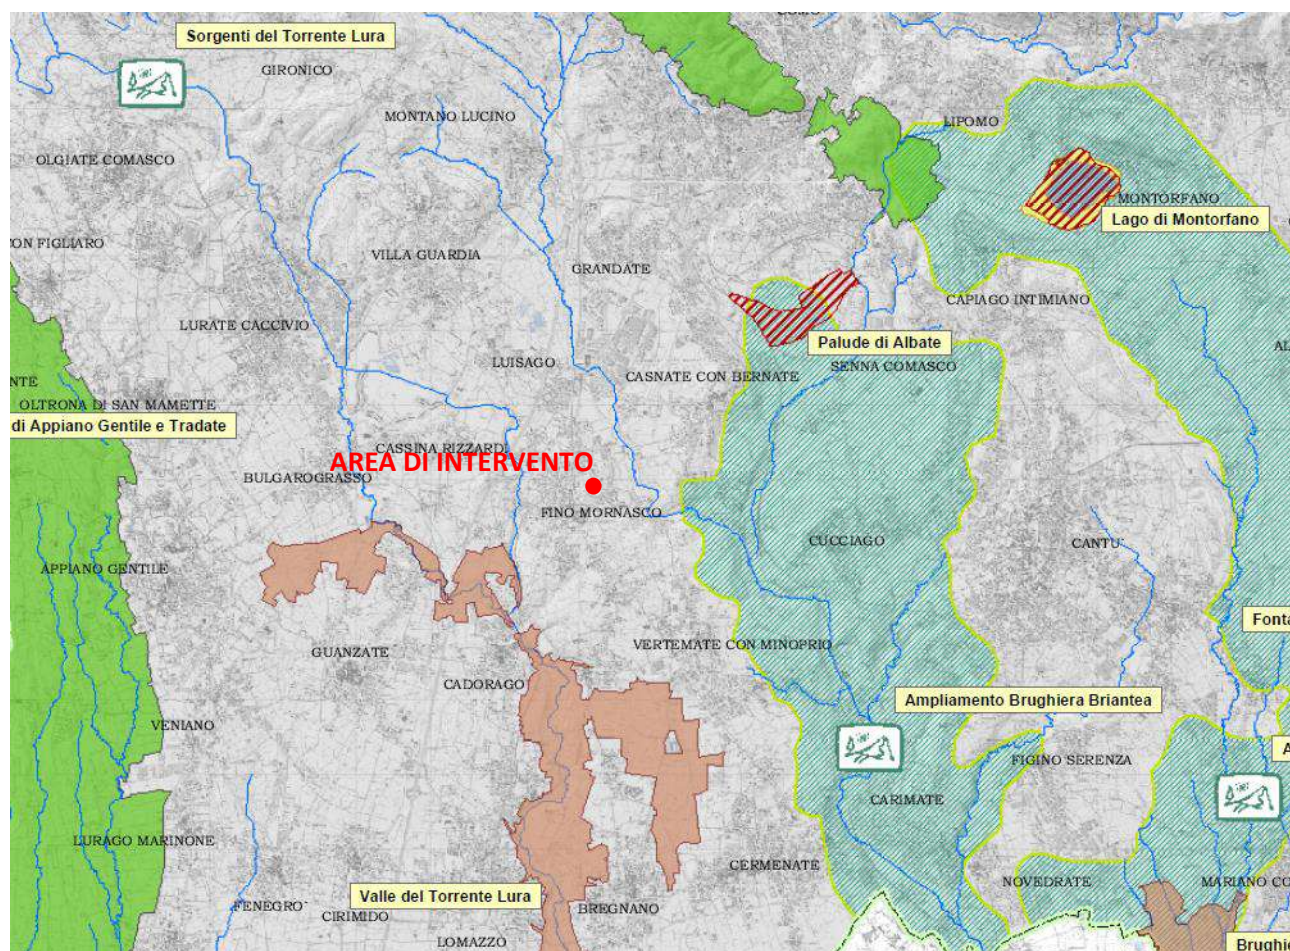 COMO
Sorgenti del Torrente Lura
GIRONICO
MONTANO LUCINO
LIPOMO
OLGIATE COMASCO
MONTORFANO
Lago di Montorfano
ON FIGLIARO
VILLA GUARDIA
GRANDATE
CAPIAGO INTIMIANO
LURATE CACCIVIO
Palude di Albate
LUISAGO
SENNA COMASCO
CASNATE CON BERNATE
AL
NTE
OLTRONA DI SAN MAMETTE
di Appiano Gentile e Tradate
CASSINA RIZZARDI
AREA DI INTERVENTO
BULGAROGRASSO
FINO MORNASCO
CUCCIAGO
CANTU`
APPIANO GENTILE
Fonta
VERTEMATE CON MINOPRIO
GUANZATE
CADORAGO
Ampliamento Brughiera Briantea
VENIANO
A
FIGINO SERENZA
CARIMATE
LURAGO MARINONE
CERMENATE
NOVEDRATE
MARIANO CO
Valle del Torrente Lura
FENEGRO`
BREGNANO
CIRIMIDO
LOMAZZO
Brughie